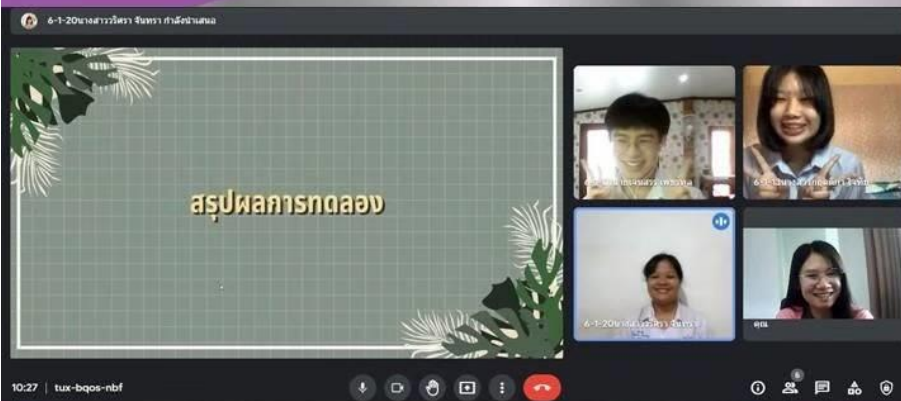 6-1-20นางสาววริศรา จันทรา กำลังนำเสนอ
สรุปผลการทดลอง
6-1-20นางสาววริศรา จันทรา
คุณ
10:27 | tux-bqos-nbf
6